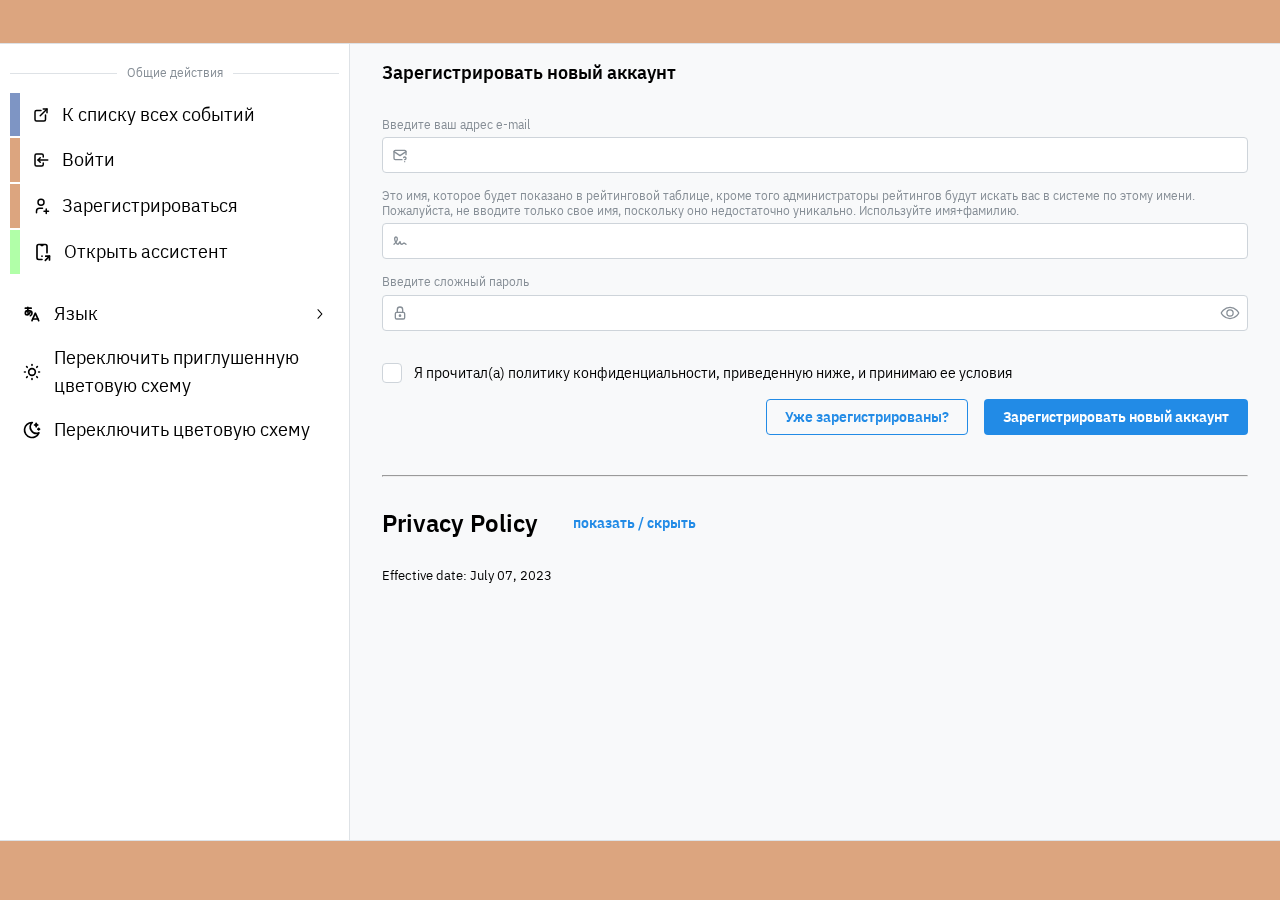 Общие действия
К списку всех событий
Войти
Зарегистрироваться
Открыть ассистент
Язык
Переключить приглушенную
цветовую схему
Переключить цветовую схему
Зарегистрировать новый аккаунт
Введите ваш адрес e-mail
Это имя, которое будет показано в рейтинговой таблице, кроме того администраторы рейтингов будут искать вас в системе по этому имени.
Пожалуйста, не вводите только свое имя, поскольку оно недостаточно уникально. Используйте имя+фамилию.
Введите сложный пароль
Я прочитал(а) политику конфиденциальности, приведенную ниже, и принимаю ее условия
Уже зарегистрированы?
Зарегистрировать новый аккаунт
Privacy Policy
показать / скрыть
Effective date: July 07, 2023